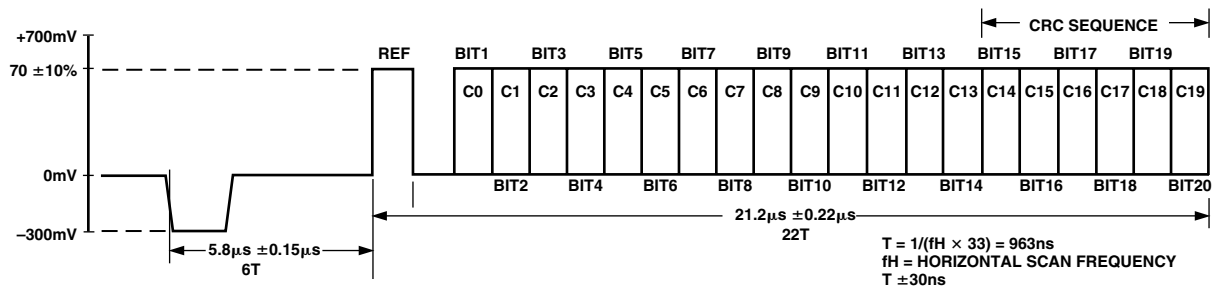 CRC SEQUENCE
+700mV
REF BIT1 BIT3 BIT5 BIT7 BIT9 BIT11 BIT13 BIT15 BIT17 BIT19
70 ±10%
C0 C1 C2 C3 C4 C5 C6 C7 C8 C9 C10 C11 C12 C13 C14 C15 C16 C17 C18 C19
0mV
BIT2 BIT4 BIT6 BIT8 BIT10 BIT12 BIT14 BIT16 BIT18 BIT20
21.2μs ±0.22μs
22T
–300mV
5.8μs ±0.15μs
6T
T = 1/(fH × 33) = 963ns
fH = HORIZONTAL SCAN FREQUENCY
T ±30ns